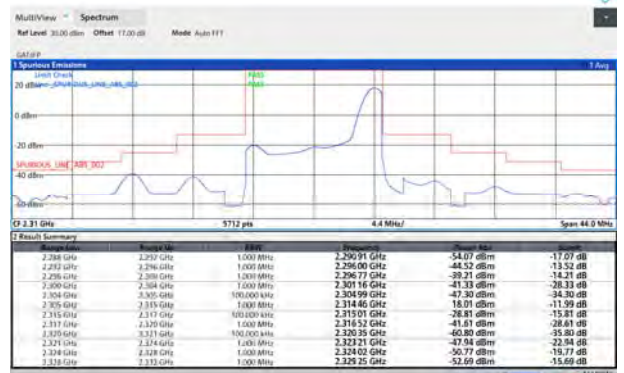 MultiView Spectrum
Ref Level 30.00 dBm Offset 17.00 dB Mode Auto FFT
GAT:IFP
1 Spurious Emissions 1 Avg
Limit Check PASS
20 dBm PASS
0 dBm
-20 dBm
SPURIOUS_LINE_ABS_002
-40 dBm
-60 dBm
CF 2.31 GHz 5712 pts 4.4 MHz/ Span 44.0 MHz
2 Result Summary
Range Low Range Up RBW Frequency Power Abs
2.288 GHz 2.292 GHz 1.000 MHz 2.290 91 GHz -54.07 dBm -17.07 dB
2.292 GHz 2.296 GHz 1.000 MHz 2.296 00 GHz -44.52 dBm -13.52 dB
2.296 GHz 2.300 GHz 1.000 MHz 2.296 77 GHz -39.21 dBm -14.21 dB
2.300 GHz 2.304 GHz 1.000 MHz 2.301 16 GHz -41.33 dBm -28.33 dB
2.304 GHz 2.305 GHz 100.000 kHz 2.304 99 GHz -47.30 dBm -34.30 dB
2.305 GHz 2.315 GHz 1.000 MHz 2.314 46 GHz 18.01 dBm -11.99 dB
2.315 GHz 2.317 GHz 100.000 kHz 2.315 01 GHz -28.81 dBm -15.81 dB
2.317 GHz 2.320 GHz 1.000 MHz 2.316 52 GHz -41.61 dBm -28.61 dB
2.320 GHz 2.321 GHz 100.000 kHz 2.320 35 GHz -60.80 dBm -35.80 dB
2.321 GHz 2.324 GHz 1.000 MHz 2.323 21 GHz -47.94 dBm -22.94 dB
2.324 GHz 2.328 GHz 1.000 MHz 2.324 02 GHz -50.77 dBm -19.77 dB
2.328 GHz 2.332 GHz 1.000 MHz 2.329 25 GHz -52.69 dBm -15.69 dB